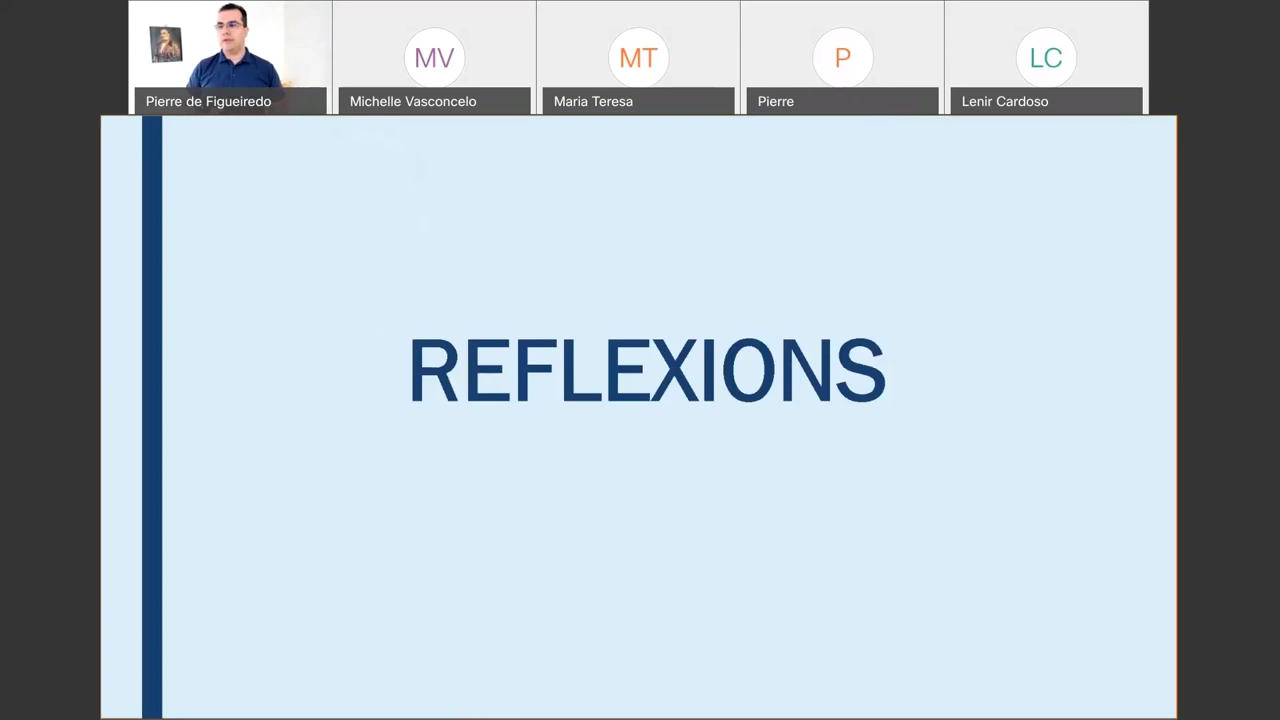 MV
MT
P
LC
Pierre de Figueiredo
Michelle Vasconcelo
Maria Teresa
Pierre
Lenir Cardoso
REFLEXIONS